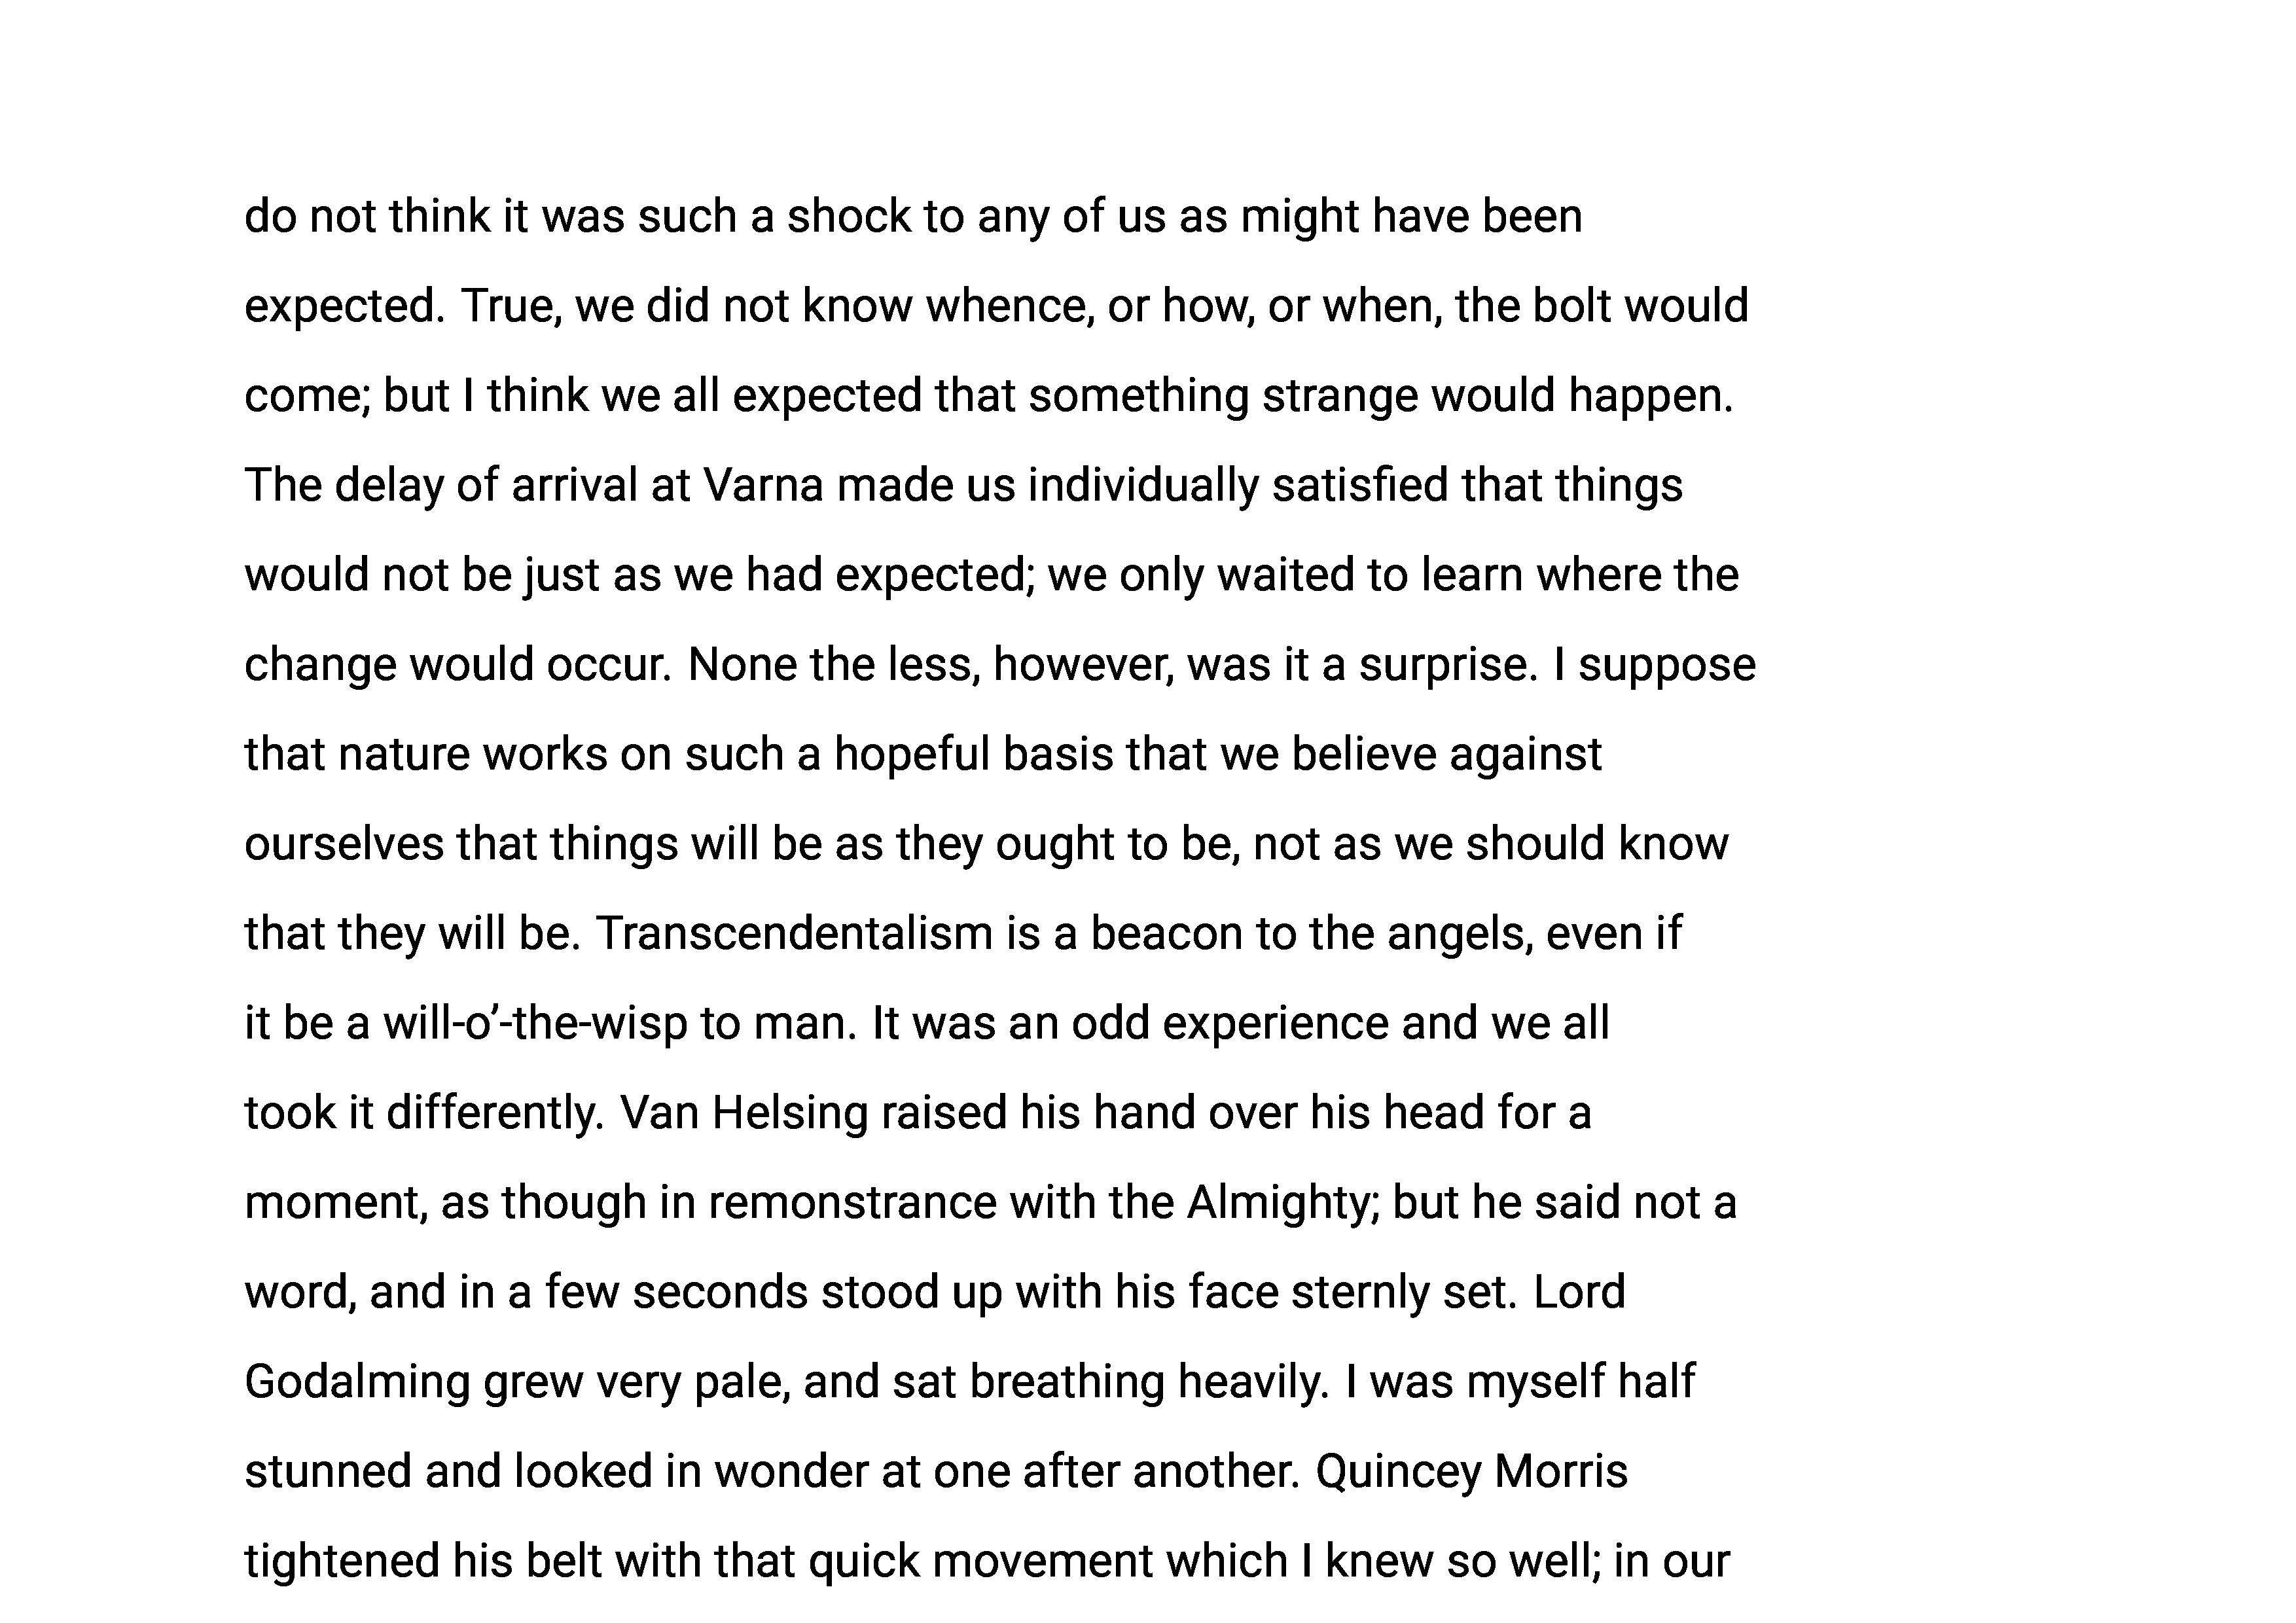 do not think it was such a shock to any of us as might have been
expected. True, we did not know whence, or how, or when, the bolt would
come; but I think we all expected that something strange would happen.
The delay of arrival at Varna made us individually satisfied that things
would not be just as we had expected; we only waited to learn where the
change would occur. None the less, however, was it a surprise. I suppose
that nature works on such a hopeful basis that we believe against
ourselves that things will be as they ought to be, not as we should know
that they will be. Transcendentalism is a beacon to the angels, even if
it be a will-o’-the-wisp to man. It was an odd experience and we all
took it differently. Van Helsing raised his hand over his head for a
moment, as though in remonstrance with the Almighty; but he said not a
word, and in a few seconds stood up with his face sternly set. Lord
Godalming grew very pale, and sat breathing heavily. I was myself half
stunned and looked in wonder at one after another. Quincey Morris
tightened his belt with that quick movement which I knew so well; in our